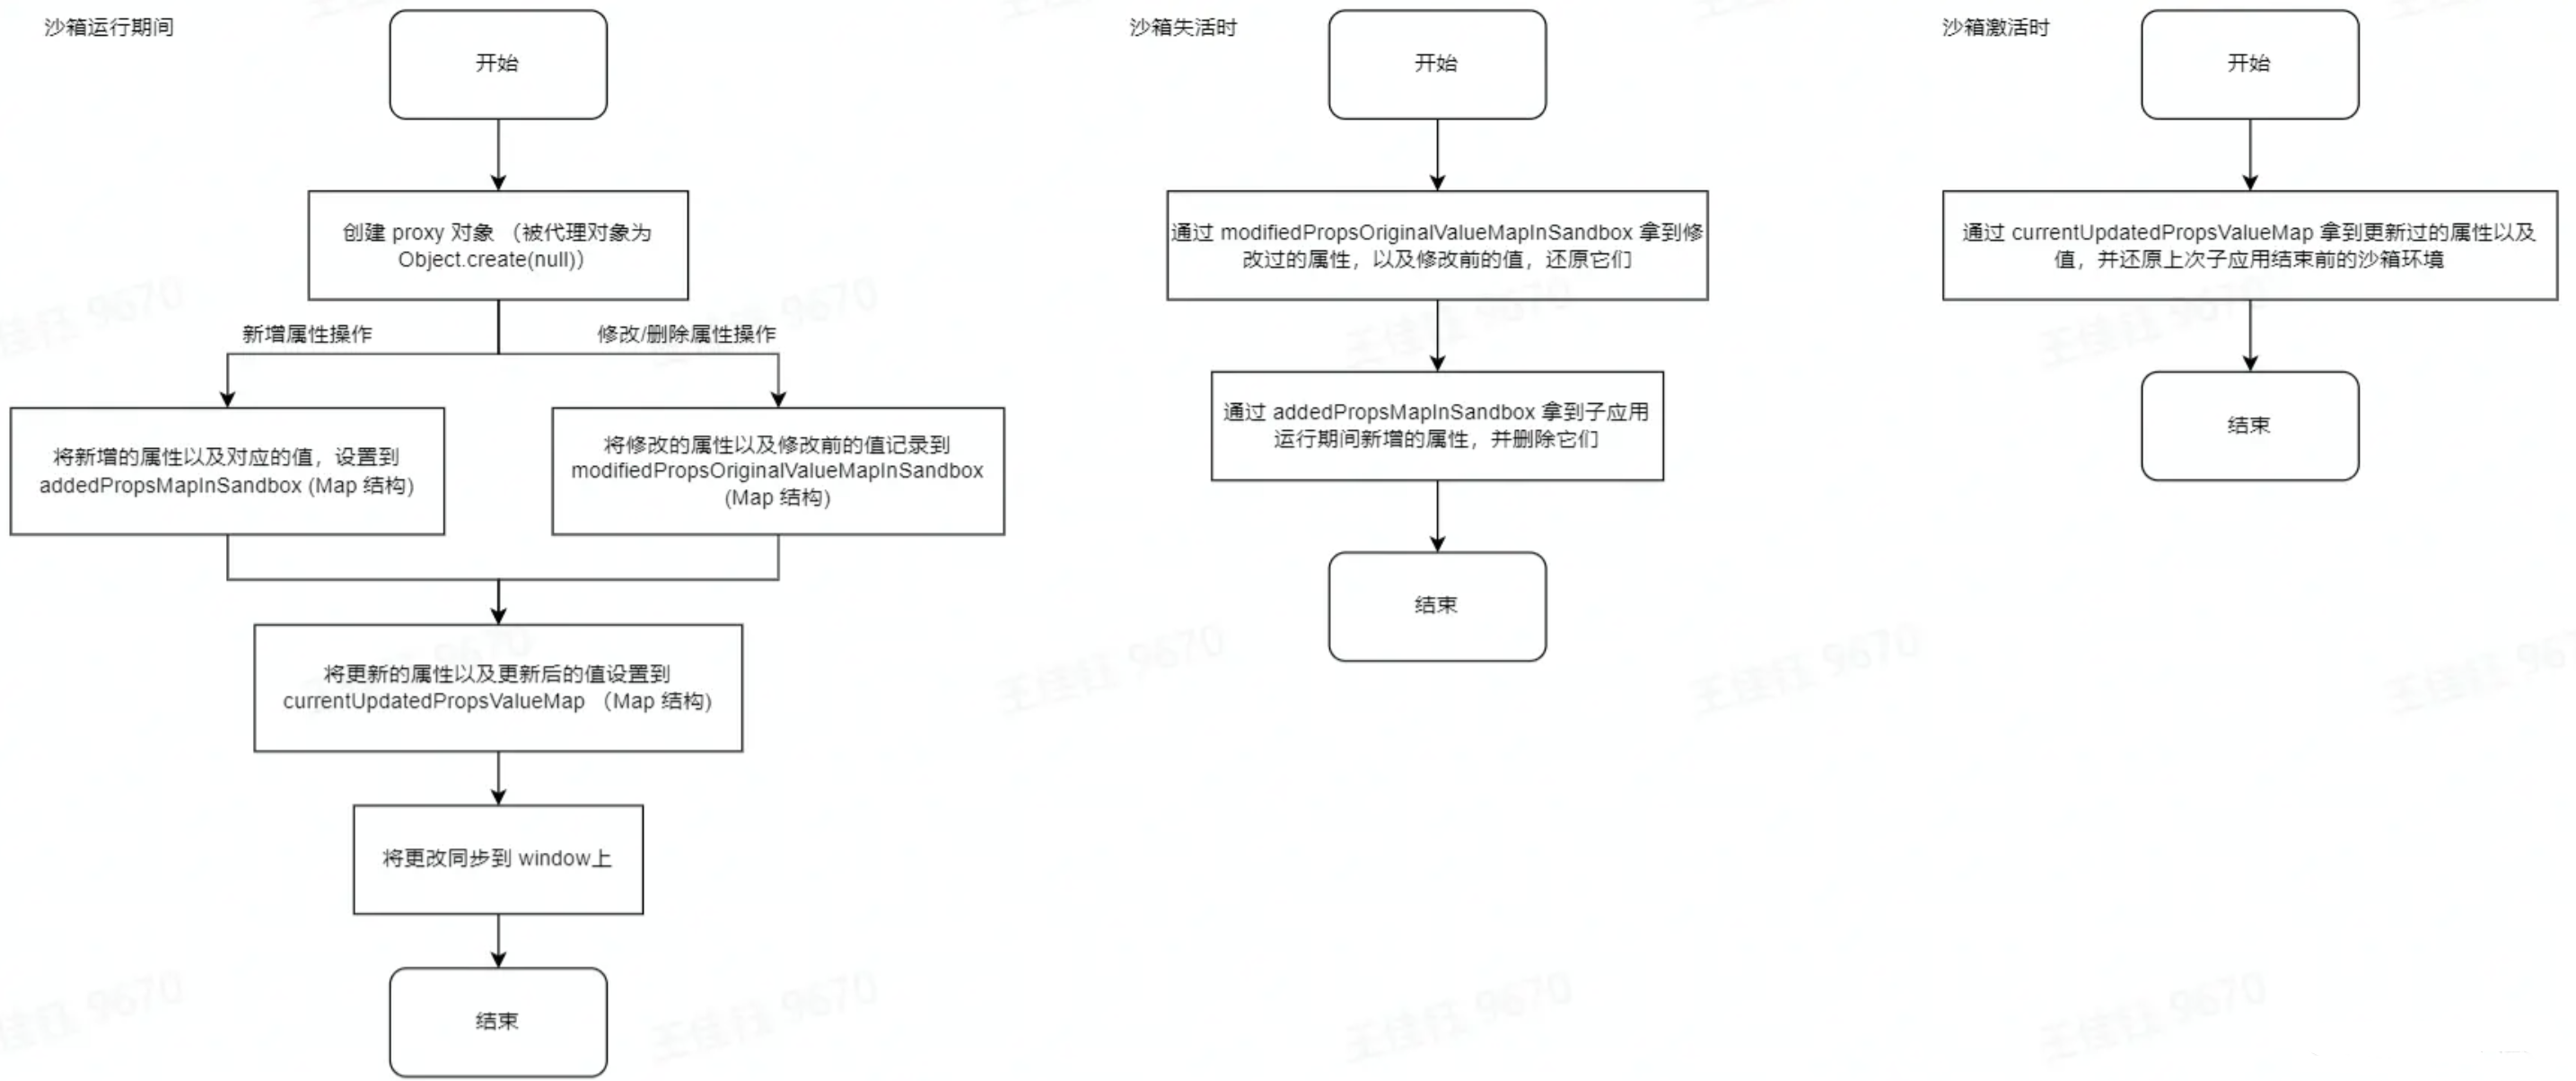 沙箱运行期间
开始
创建 proxy 对象 （被代理对象为
Object.create(null)）
新增属性操作
修改/删除属性操作
将新增的属性以及对应的值，设置到
addedPropsMapInSandbox (Map 结构)
将修改的属性以及修改前的值记录到
modifiedPropsOriginalValueMapInSandbox
(Map 结构)
将更新的属性以及更新后的值设置到
currentUpdatedPropsValueMap （Map 结构)
将更改同步到 window上
结束
沙箱失活时
开始
通过 modifiedPropsOriginalValueMapInSandbox 拿到修
改过的属性，以及修改前的值，还原它们
通过 addedPropsMapInSandbox 拿到子应用
运行期间新增的属性，并删除它们
结束
沙箱激活时
开始
通过 currentUpdatedPropsValueMap 拿到更新过的属性以及
值，并还原上次子应用结束前的沙箱环境
结束